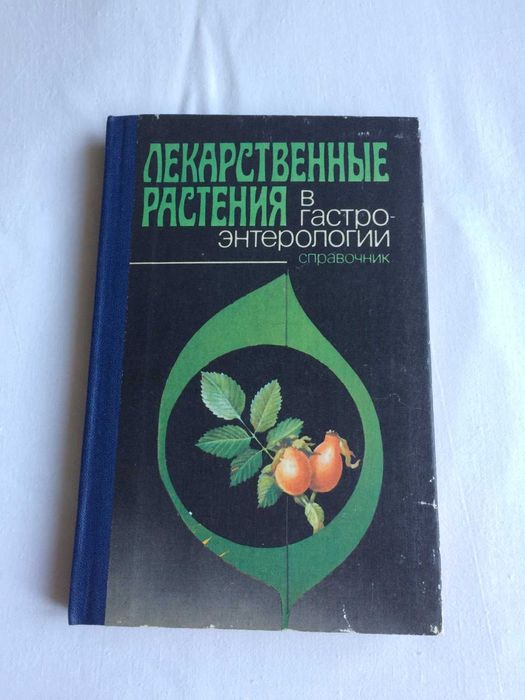 ЛЕКАРСТВЕННЫЕ
РАСТЕНИЯ В
гастро-
энтерологии
справочник